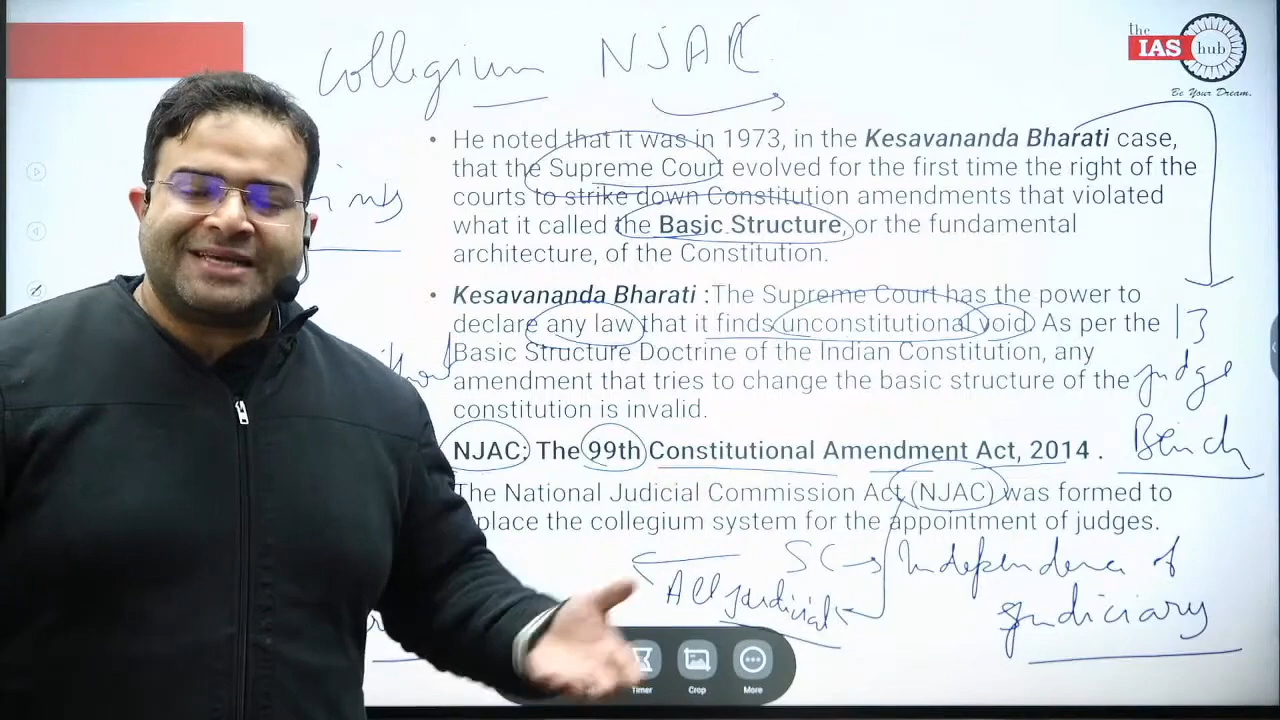 Collegium NJAC
the
IAS hub
Be Your Dream.
• He noted that it was in 1973, in the Kesavananda Bharati case,
that the Supreme Court evolved for the first time the right of the
courts to strike down Constitution amendments that violated
what it called the Basic Structure, or the fundamental
architecture, of the Constitution.
• Kesavananda Bharati :The Supreme Court has the power to
declare any law that it finds unconstitutional void. As per the
Basic Structure Doctrine of the Indian Constitution, any
amendment that tries to change the basic structure of the
constitution is invalid.
13
judge
Bench
NJAC: The 99th Constitutional Amendment Act, 2014 .
The National Judicial Commission Act (NJAC) was formed to
place the collegium system for the appointment of judges.
SC → Independence of
judiciary
All judicial
Timer Crop More